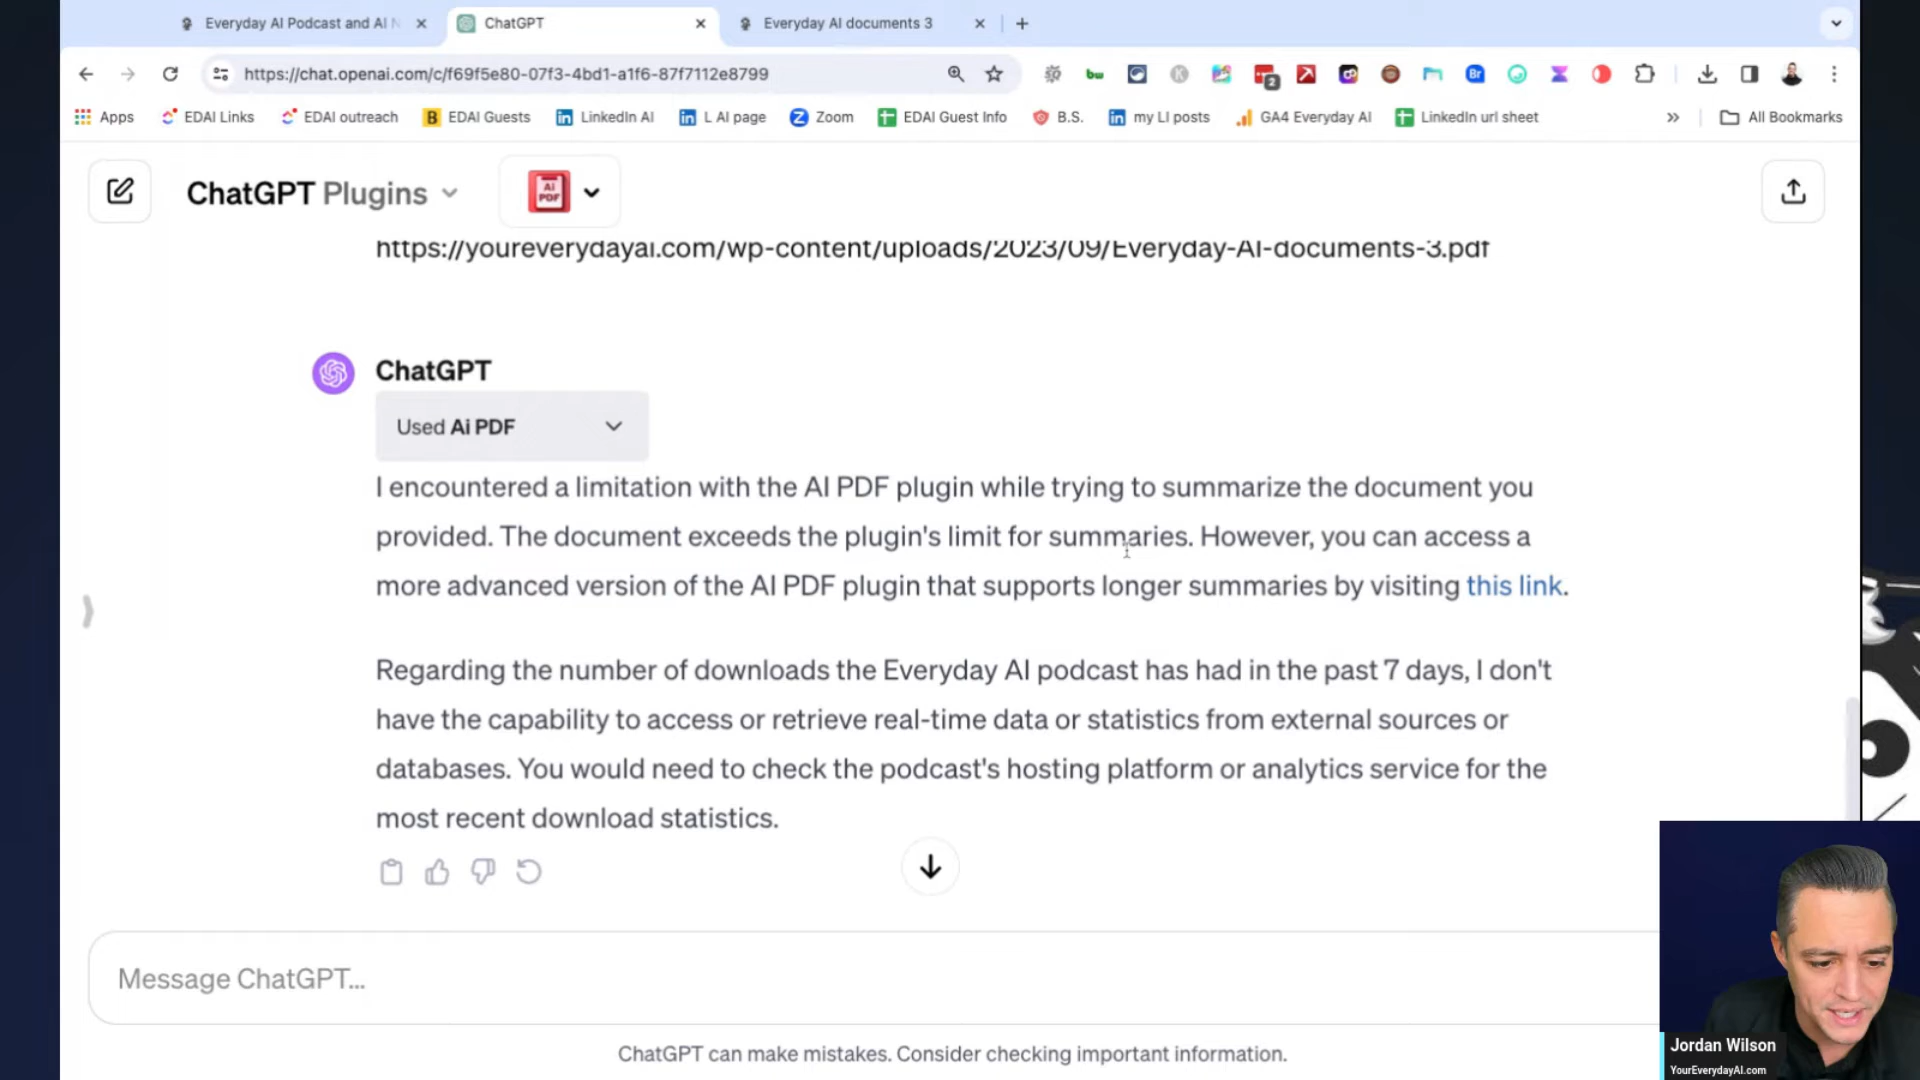 Everyday AI Podcast and AI N
ChatGPT
Everyday AI documents 3
https://chat.openai.com/c/f69f5e80-07f3-4bd1-a1f6-87f7112e8799
bw
K
2
Br
Apps
EDAI Links
EDAI outreach
B
EDAI Guests
in
LinkedIn AI
in
L AI page
Z
Zoom
EDAI Guest Info
B.S.
in
my LI posts
GA4 Everyday AI
LinkedIn url sheet
»
All Bookmarks
ChatGPT Plugins
Ai
PDF
https://youreverydayai.com/wp-content/uploads/2023/09/Everyday-AI-documents-3.pdf
ChatGPT
Used Ai PDF
I encountered a limitation with the AI PDF plugin while trying to summarize the document you
provided. The document exceeds the plugin's limit for summaries. However, you can access a
more advanced version of the AI PDF plugin that supports longer summaries by visiting this link.
Regarding the number of downloads the Everyday AI podcast has had in the past 7 days, I don't
have the capability to access or retrieve real-time data or statistics from external sources or
databases. You would need to check the podcast's hosting platform or analytics service for the
most recent download statistics.
Message ChatGPT...
ChatGPT can make mistakes. Consider checking important information.
Jordan Wilson
YourEverydayAI.com